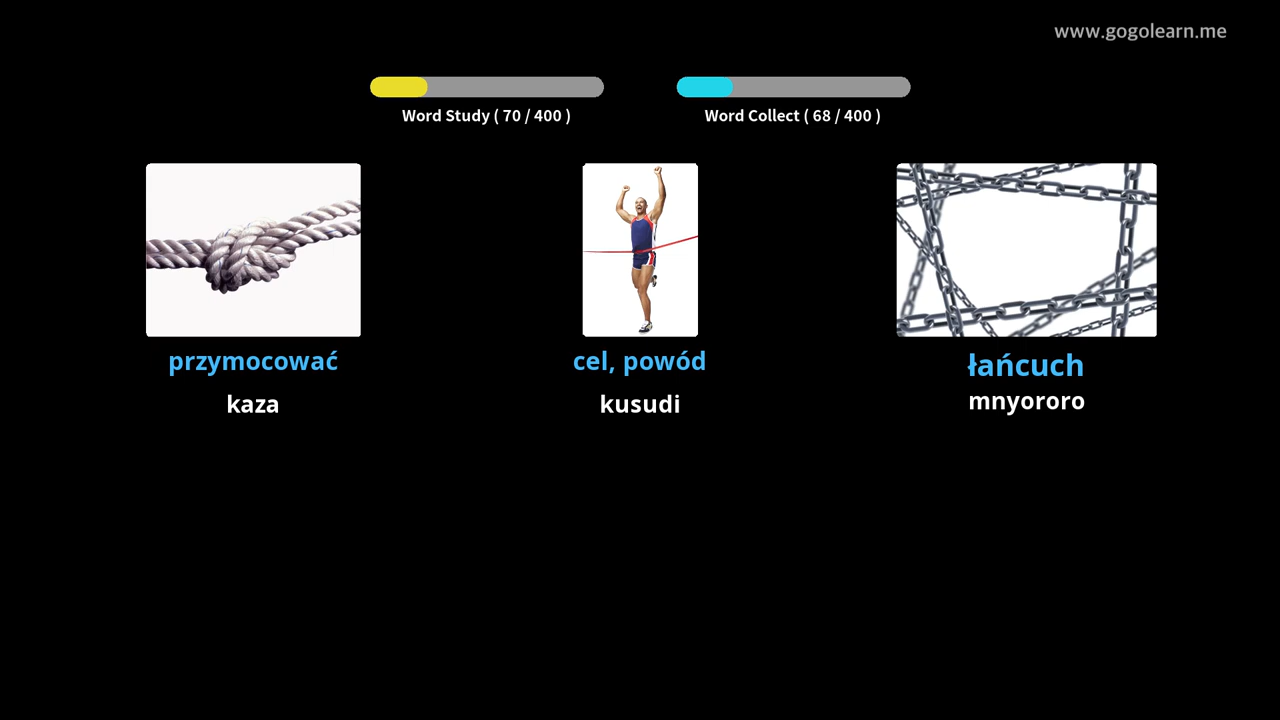 www.gogolearn.me
Word Study ( 70 / 400 )
Word Collect ( 68 / 400 )
przymocować
kaza
cel, powód
kusudi
łańcuch
mnyororo